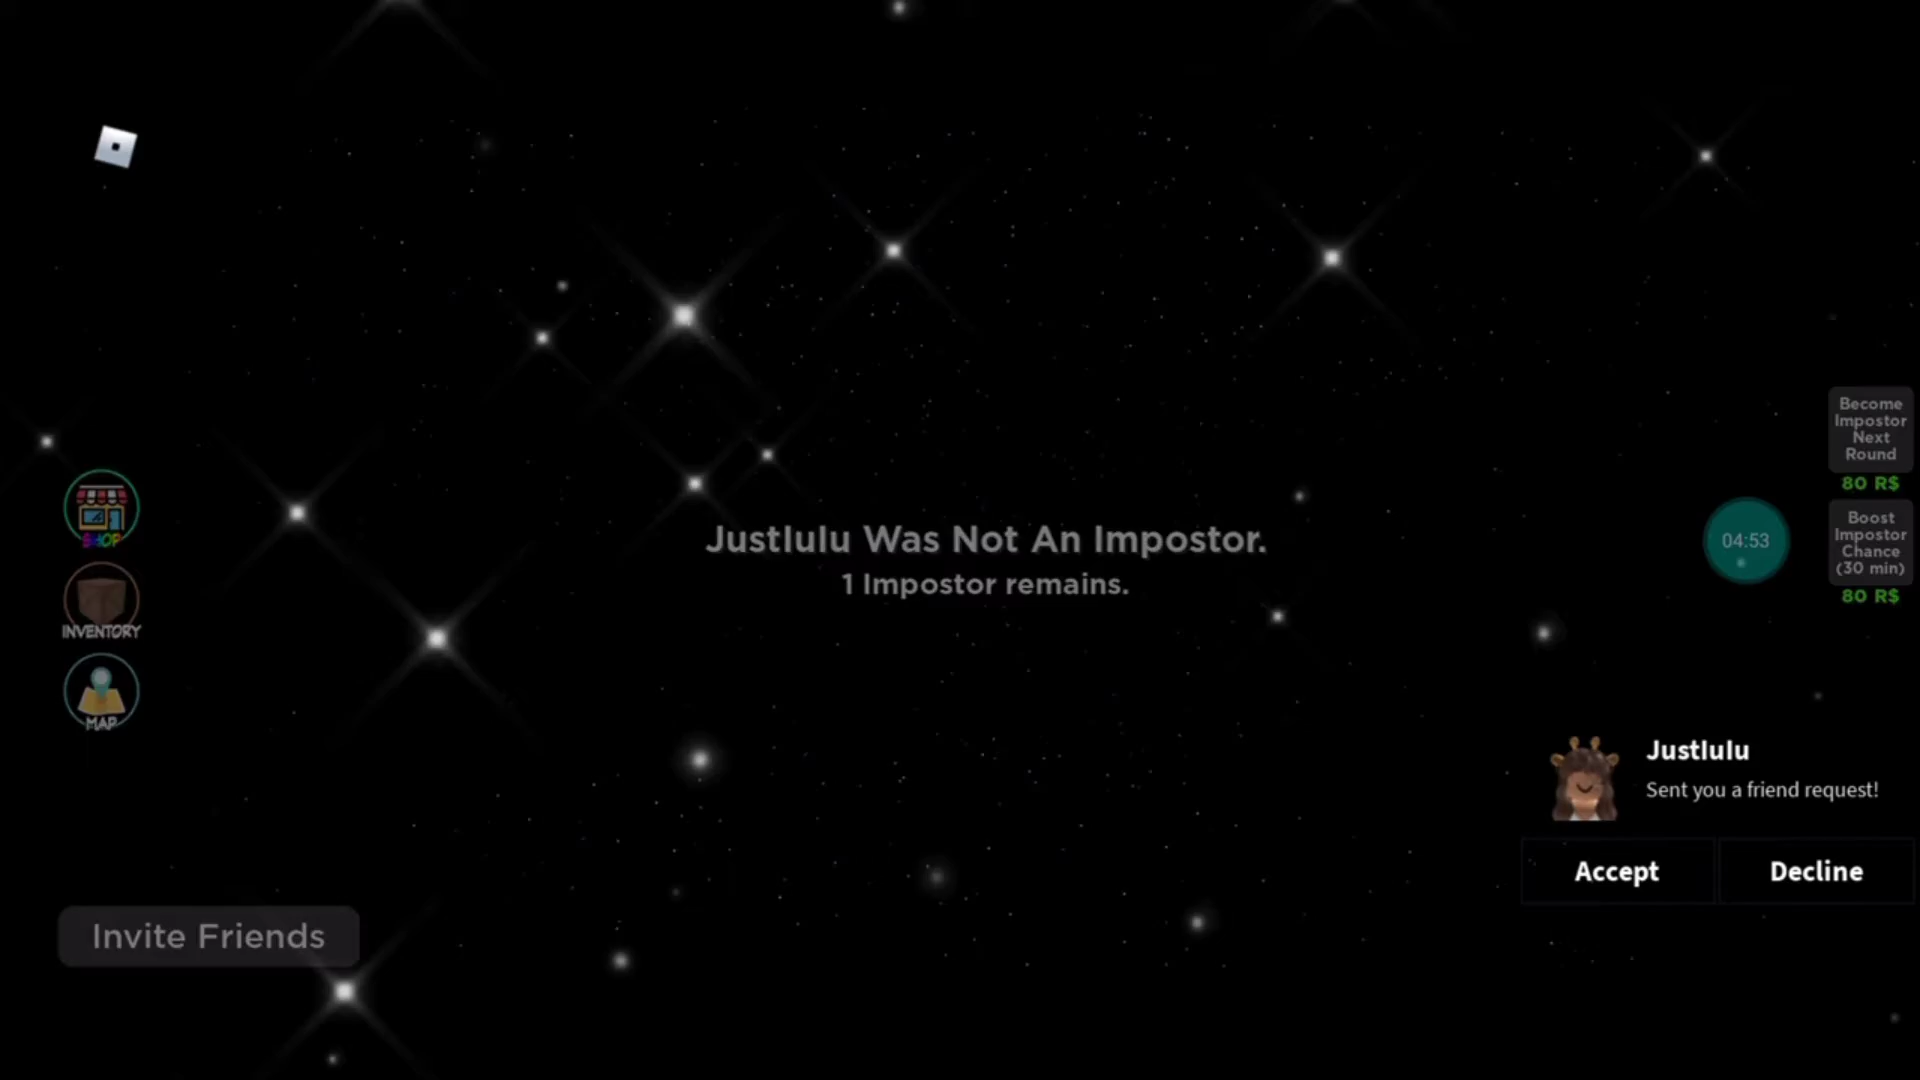 Become
Impostor
Next
Round
80 R$
SHOP
Boost
Impostor
Chance
(30 min)
80 R$
04:53
Justlulu Was Not An Impostor.
1 Impostor remains.
INVENTORY
MAP
Justlulu
Sent you a friend request!
Accept
Decline
Invite Friends